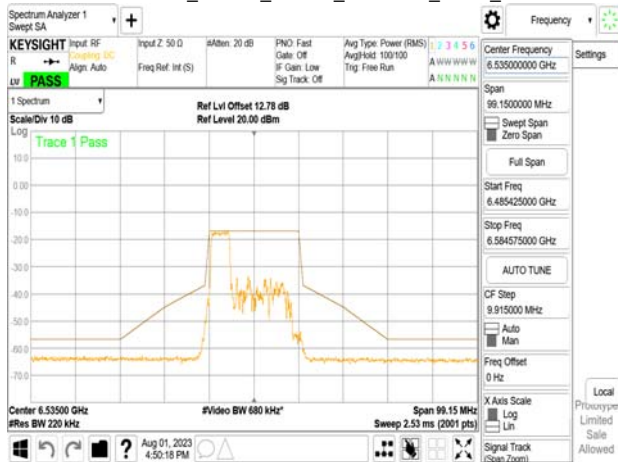 Spectrum Analyzer 1
Swept SA
+
Frequency
KEYSIGHT
R
LVI
PASS
Input: RF
Coupling: DC
Align: Auto
Input Z: 50 Ω
Freq Ref: Int (S)
#Atten: 20 dB
PNO: Fast
Gate: Off
IF Gain: Low
Sig Track: Off
Avg Type: Power (RMS)
Avg|Hold: 100/100
Trig: Free Run
1 2 3 4 5 6
A W W W W W
A N N N N N
1 Spectrum
Scale/Div 10 dB
Log
Ref Lvl Offset 12.78 dB
Ref Level 20.00 dBm
Trace 1 Pass
10.0
0.00
-10.0
-20.0
-30.0
-40.0
-50.0
-60.0
-70.0
Center 6.53500 GHz
#Res BW 220 kHz
#Video BW 680 kHz*
Span 99.15 MHz
Sweep 2.53 ms (2001 pts)
Aug 01, 2023
4:50:18 PM
?
Center Frequency
6.535000000 GHz
Span
99.1500000 MHz
Swept Span
Zero Span
Full Span
Start Freq
6.485425000 GHz
Stop Freq
6.584575000 GHz
AUTO TUNE
CF Step
9.915000 MHz
Auto
Man
Freq Offset
0 Hz
X Axis Scale
Log
Lin
Signal Track
(Span Zoom)
Settings
Local
Prototype
Limited
Sale
Allowed